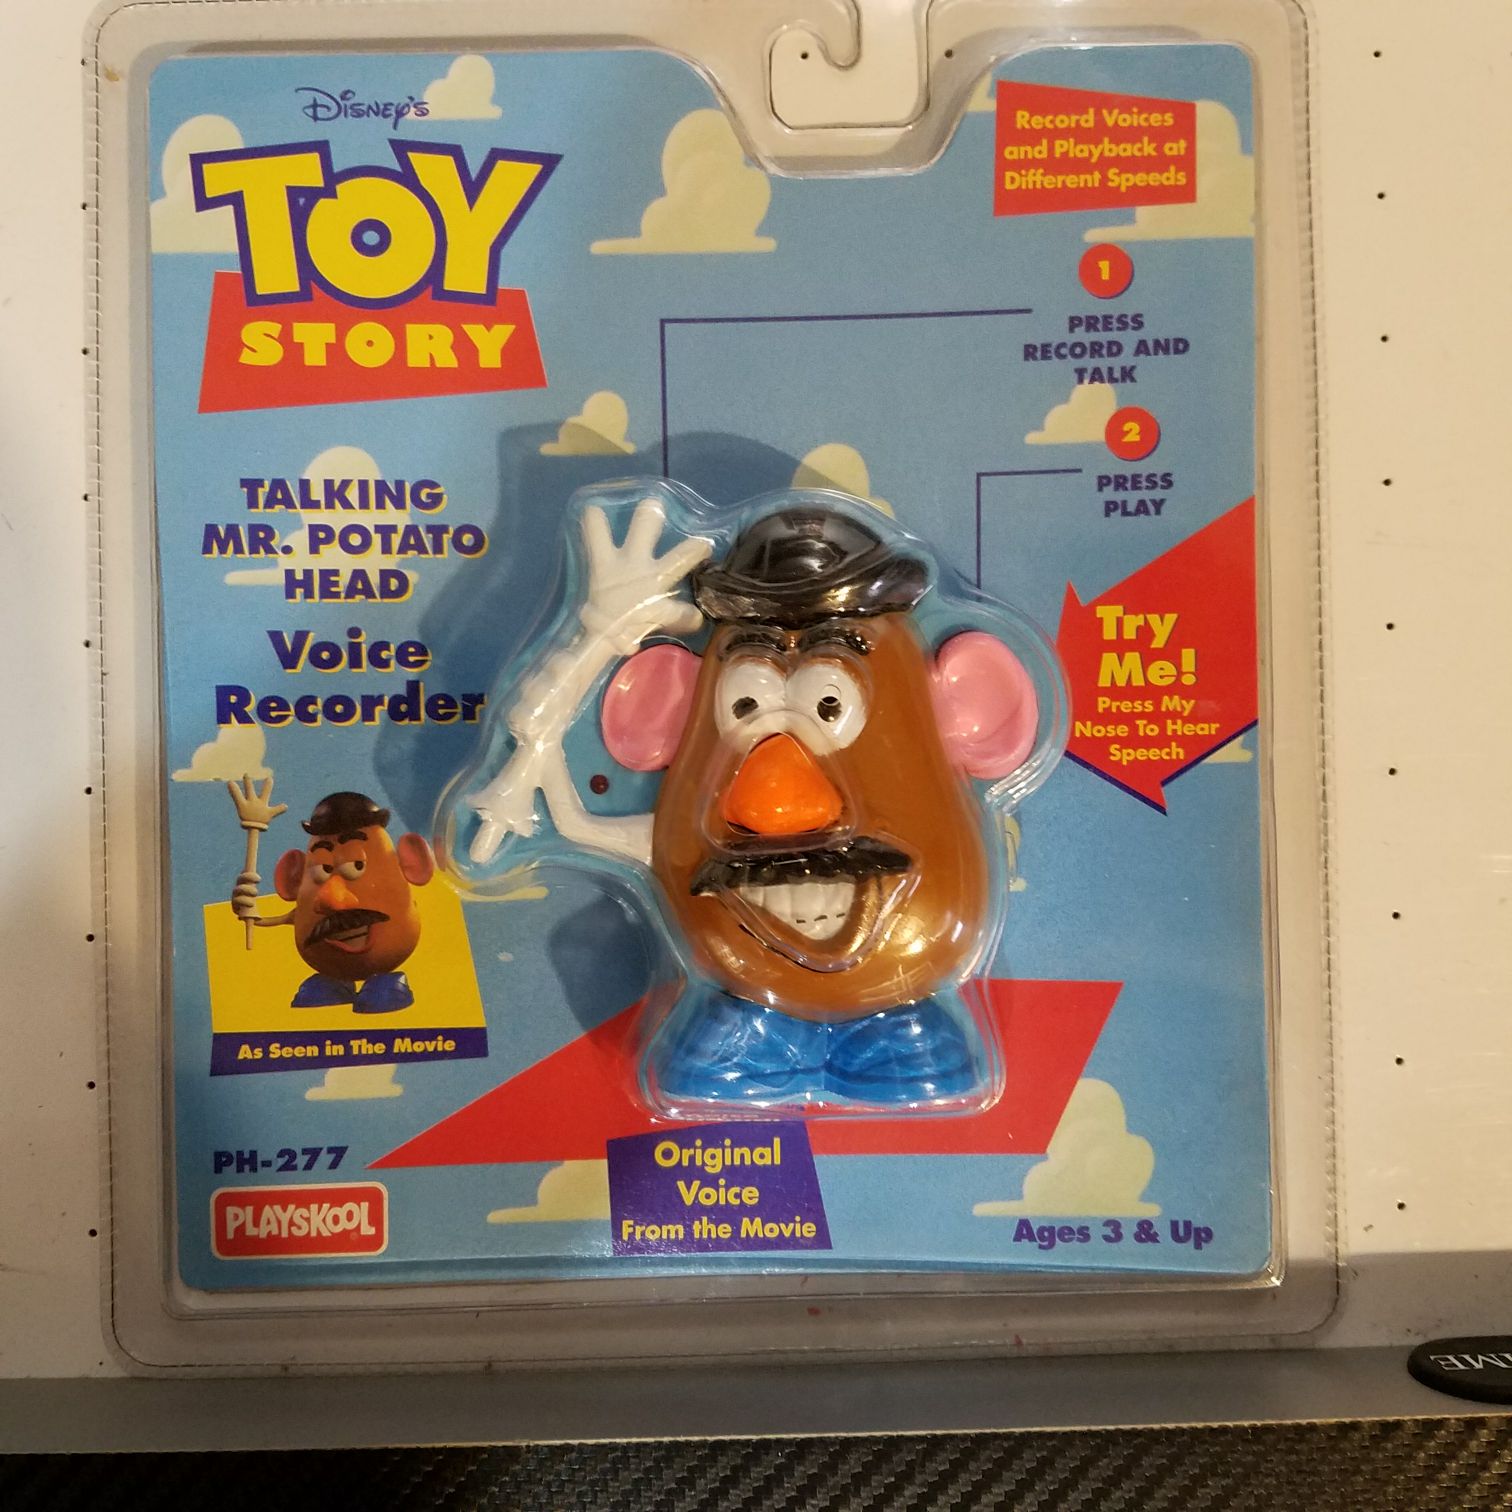 Disney's
TOY
STORY
Record Voices
and Playback at
Different Speeds
1
PRESS
RECORD AND
TALK
2
PRESS
PLAY
TALKING
MR. POTATO
HEAD
Voice
Recorder
Try
Me!
Press My
Nose To Hear
Speech
As Seen in The Movie
PH-277
PLAYSKOOL
Original
Voice
From the Movie
Ages 3 & Up